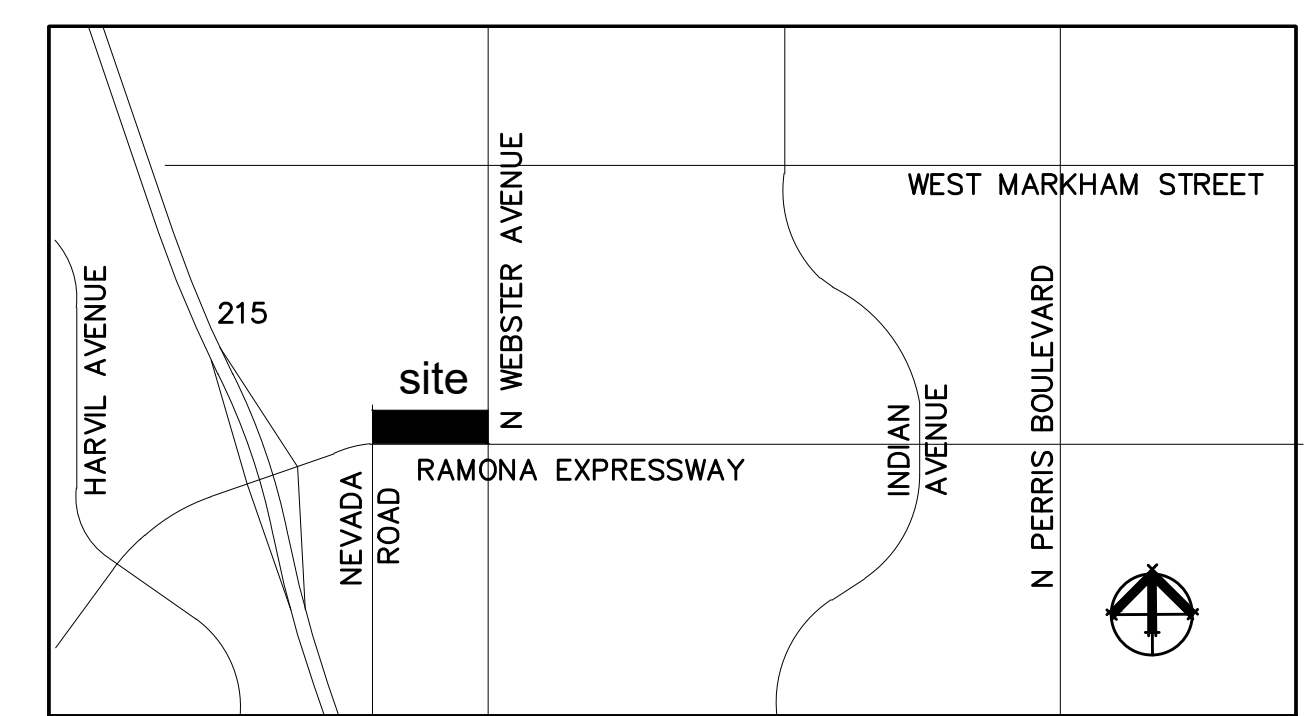 N WEBSTER AVENUE
WEST MARKHAM STREET
HARVIL AVENUE
215
N PERRIS BOULEVARD
site
INDIAN
AVENUE
RAMONA EXPRESSWAY
NEVADA
ROAD